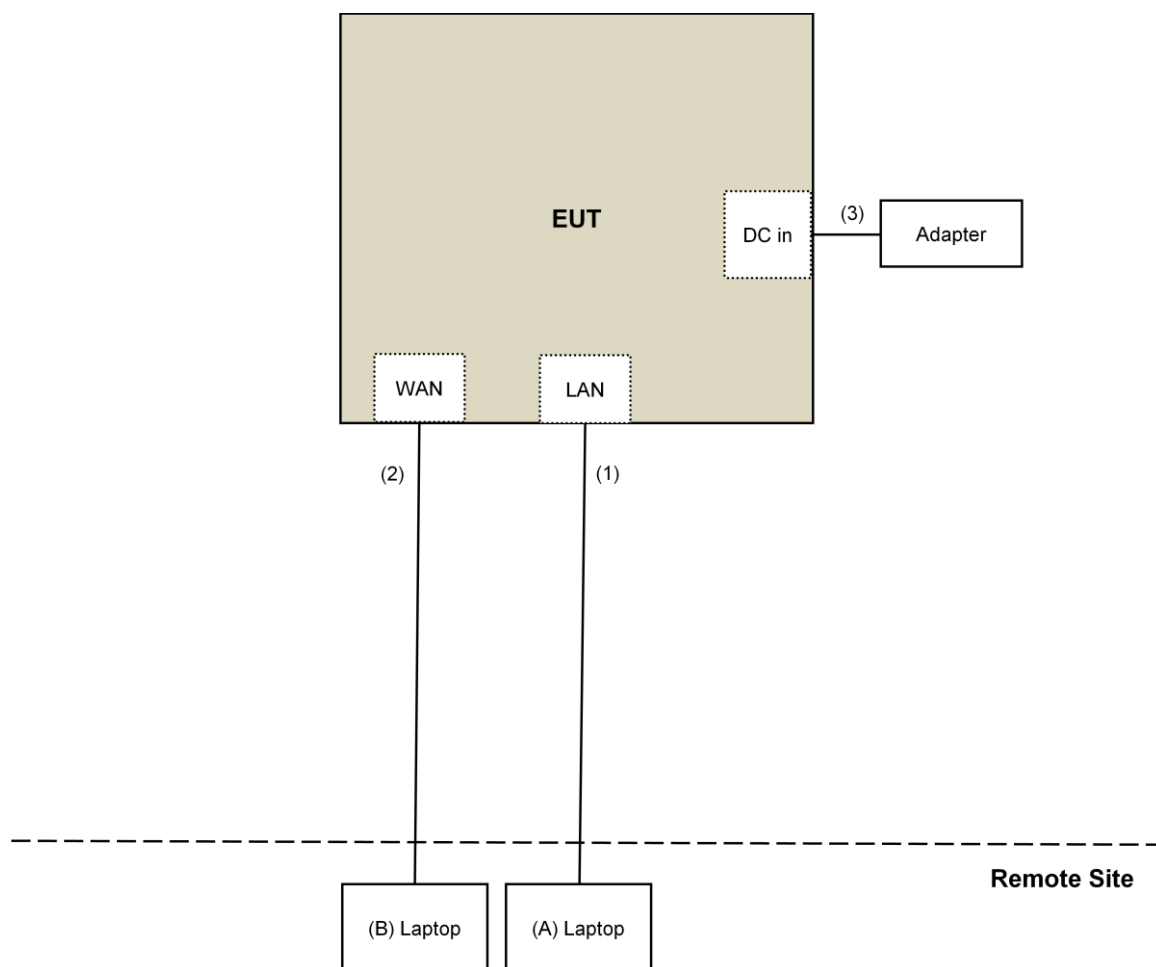 EUT
DC in
(3)
Adapter
WAN
LAN
(2)
(1)
Remote Site
(B) Laptop
(A) Laptop